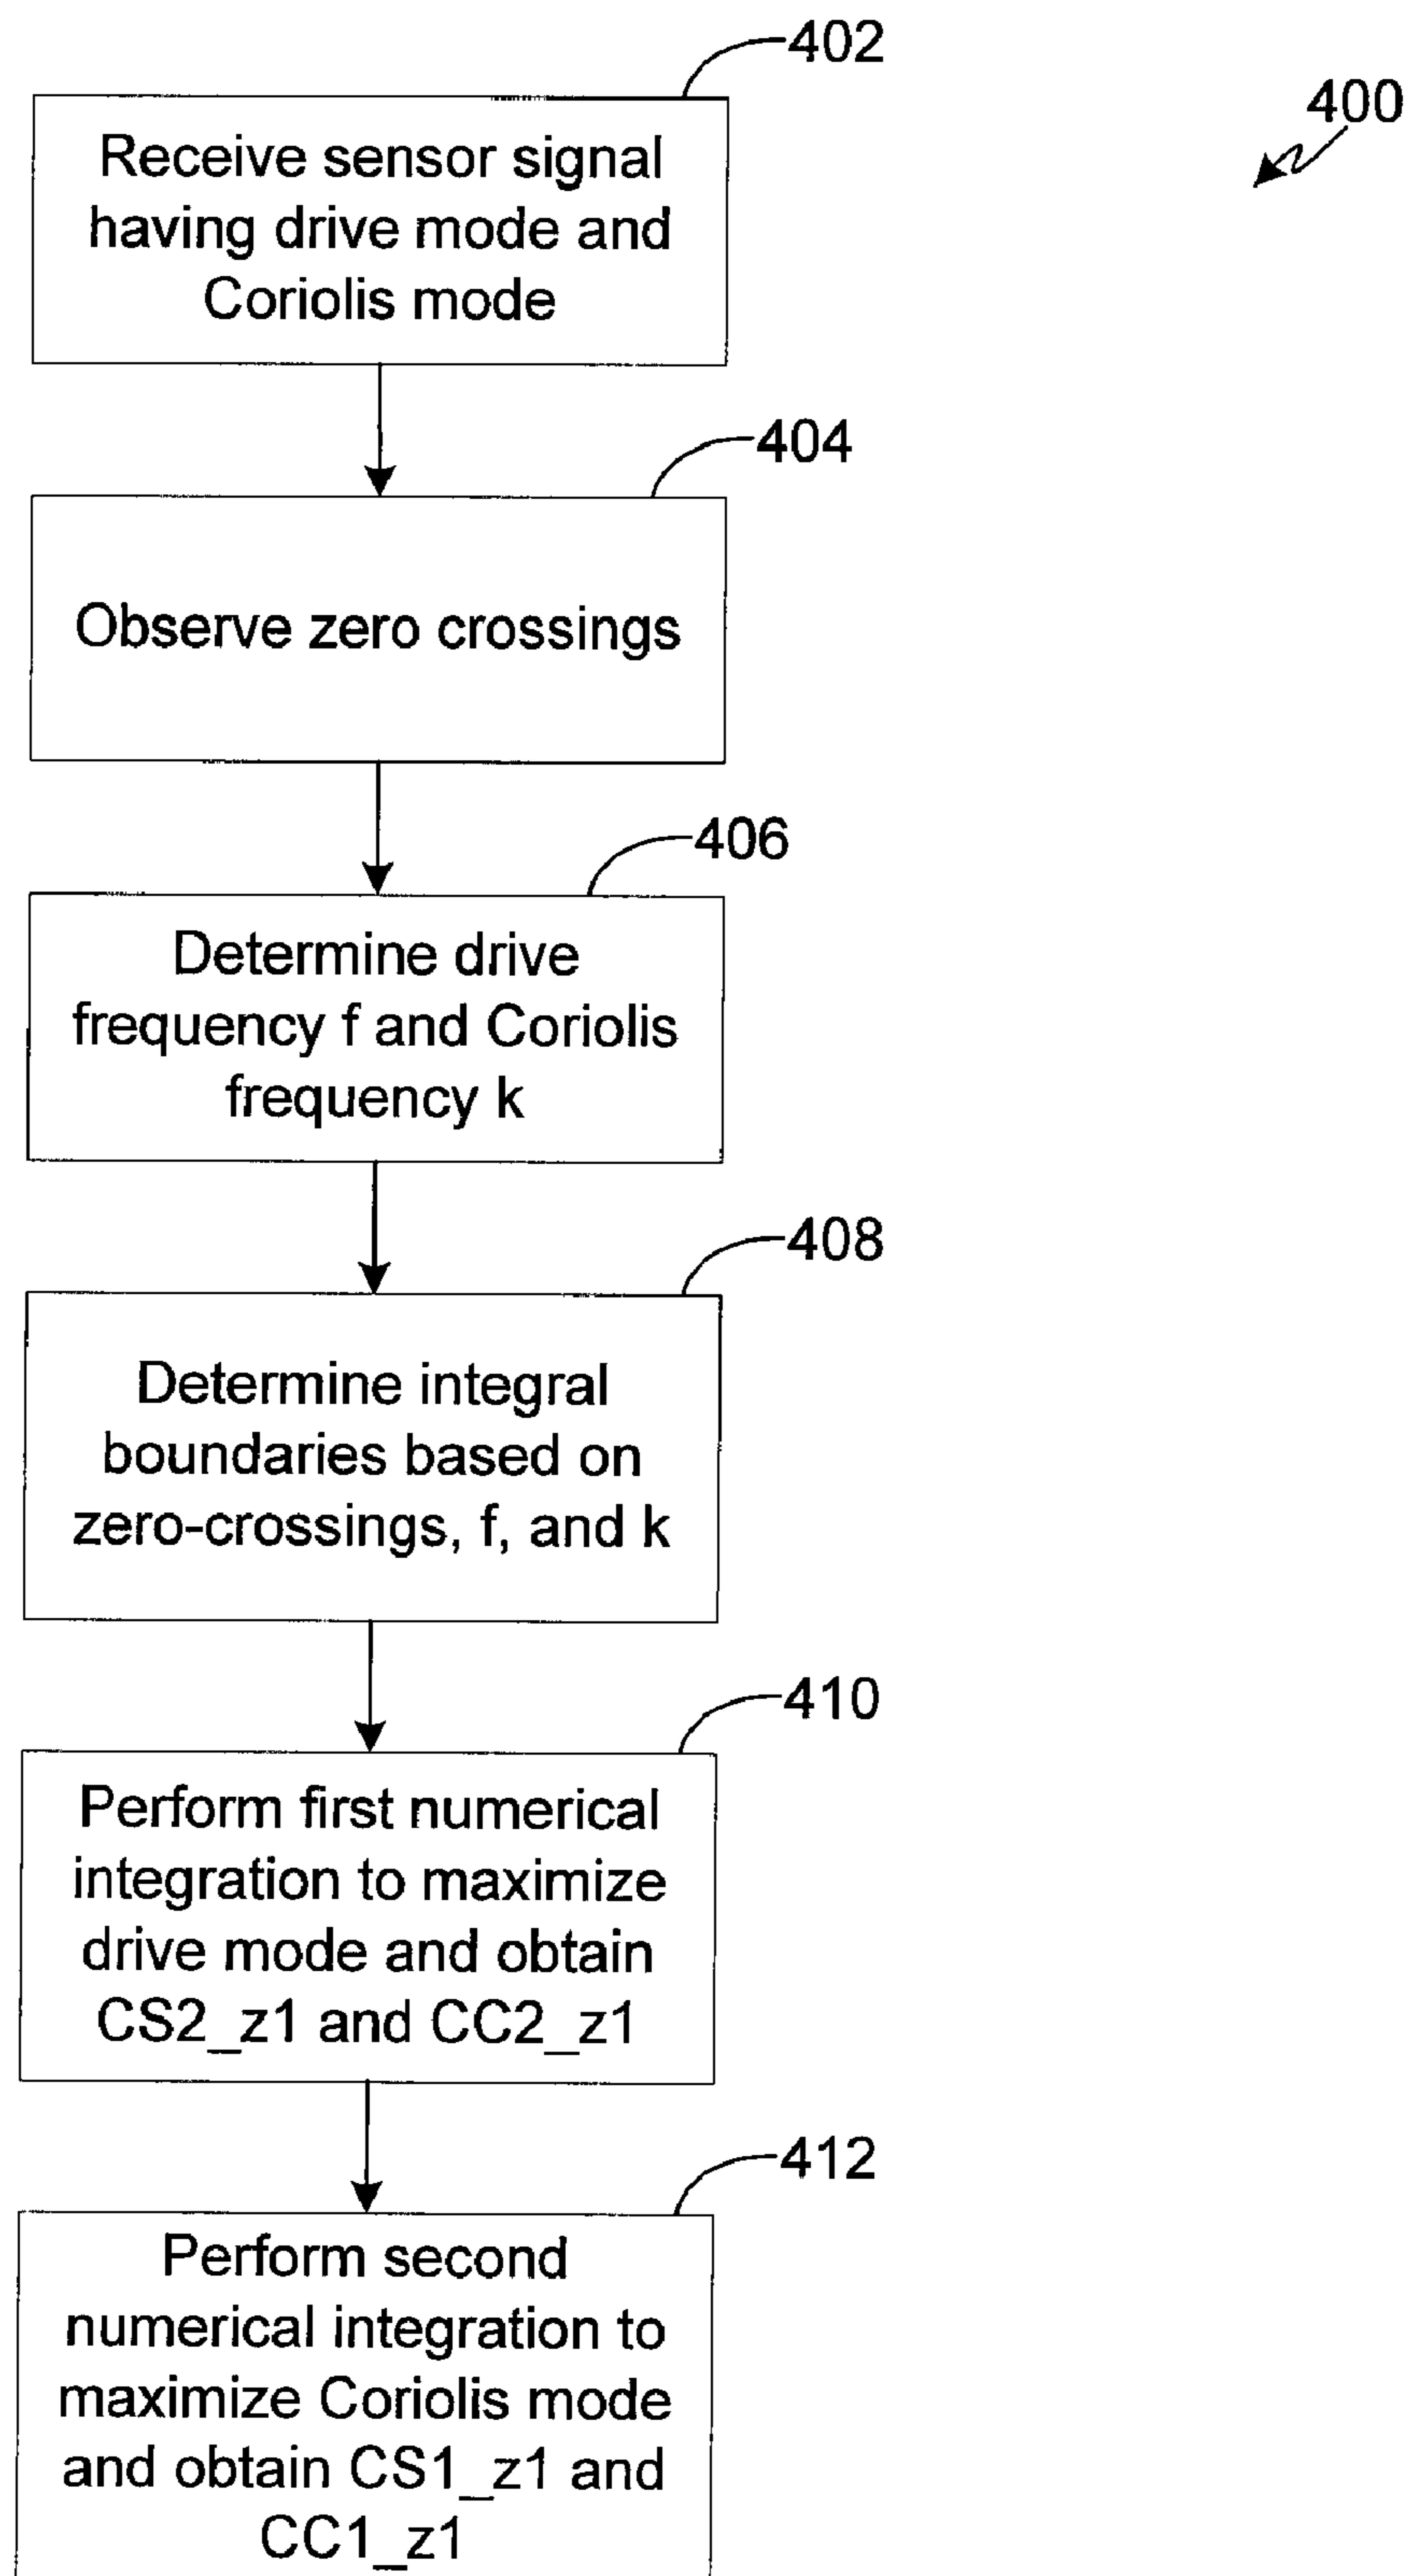 402
400
Receive sensor signal
having drive mode and
Coriolis mode
404
Observe zero crossings
406
Determine drive
frequency f and Coriolis
frequency k
408
Determine integral
boundaries based on
zero-crossings, f, and k
410
Perform first numerical
integration to maximize
drive mode and obtain
CS2_z1 and CC2_z1
412
Perform second
numerical integration to
maximize Coriolis mode
and obtain CS1_z1 and
CC1_z1